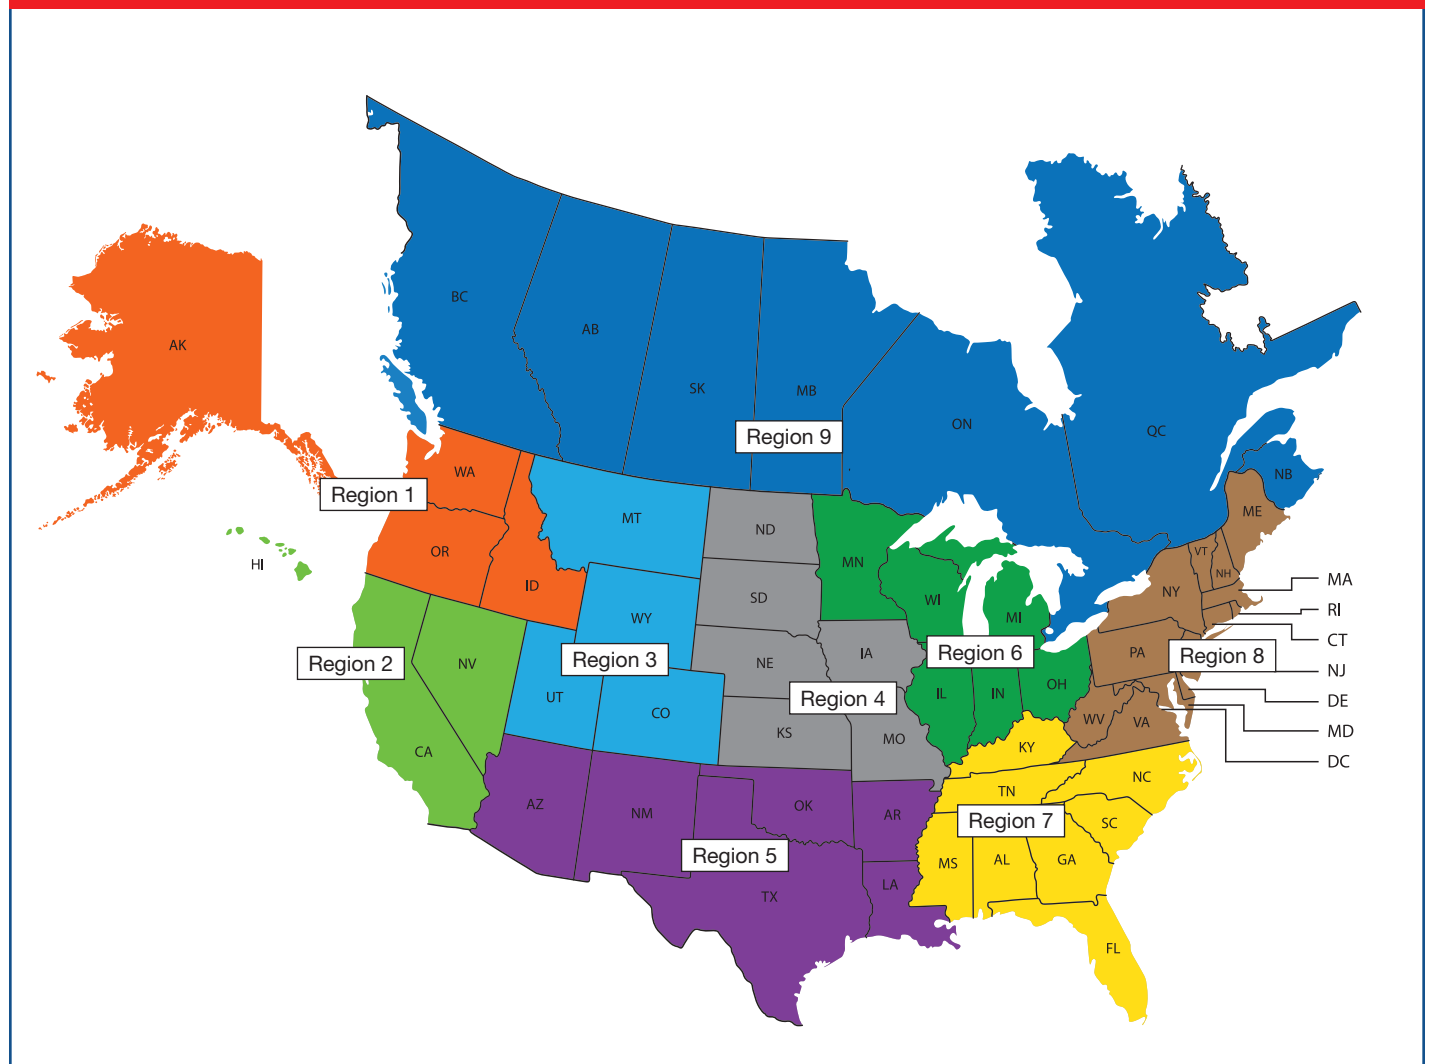 BC
AB
AK
SK
MB
ON
QC
Region 9
WA
NB
Region 1
ME
MT
ND
OR
VT
MN
HI
NH
MA
ID
NY
SD
WI
RI
WY
MI
CT
PA
IA
Region 6
Region 8
Region 2
NV
Region 3
NE
NJ
OH
UT
IL
IN
Region 4
DE
CO
WV
VA
KS
MD
MO
KY
CA
DC
NC
TN
AZ
OK
NM
AR
Region 7
SC
Region 5
MS
AL
GA
LA
TX
FL